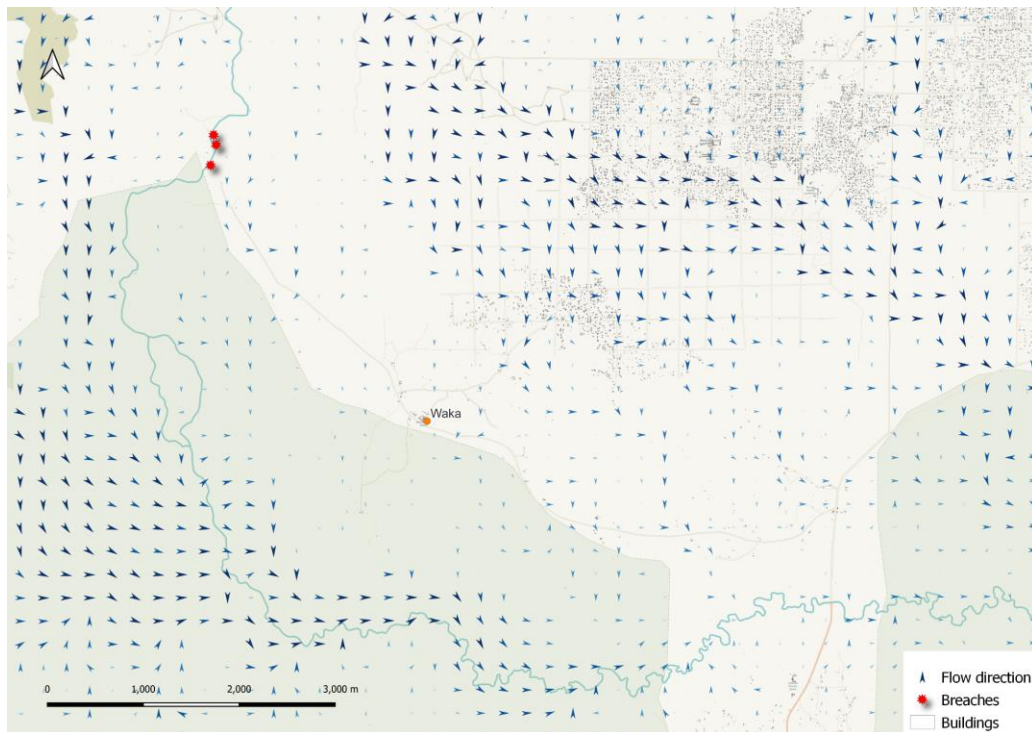 Waka
0 1,000 2,000 3,000 m
Flow direction
Breaches
Buildings